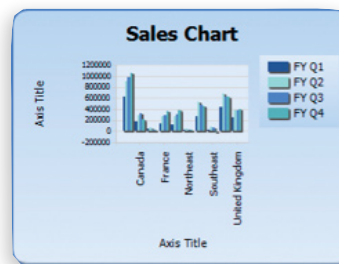 Sales Chart
FY Q1
FY Q2
FY Q3
FY Q4
Axis Title
1200000
1000000
800000
600000
400000
200000
0
-200000
Canada
France
Northeast
Southeast
United Kingdom
Axis Title